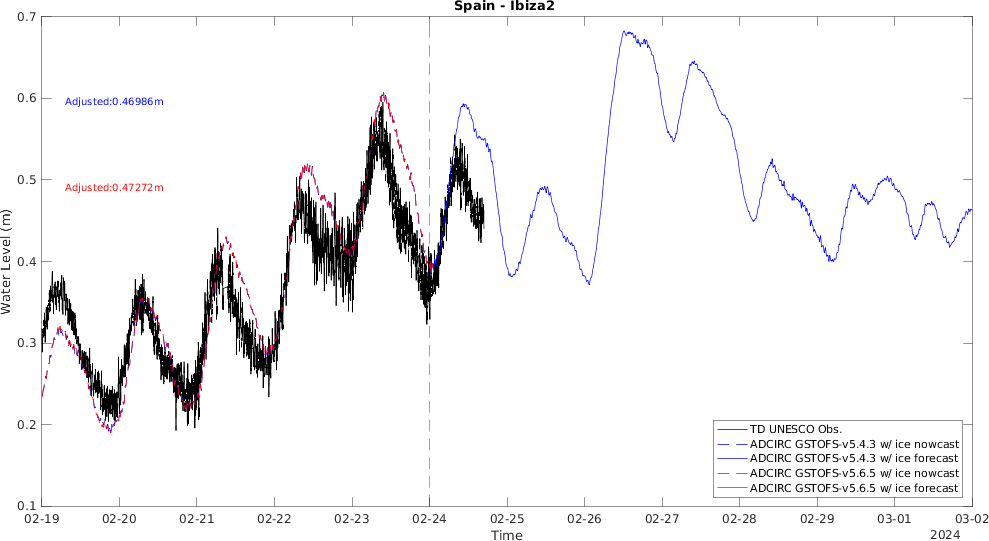 Spain - Ibiza2
0.7
0.6
0.5
0.4
0.3
0.2
0.1
Water Level (m)
Adjusted:0.46986m
Adjusted:0.47272m
TD UNESCO Obs.
ADCIRC GSTOFS-v5.4.3 w/ ice nowcast
ADCIRC GSTOFS-v5.4.3 w/ ice forecast
ADCIRC GSTOFS-v5.6.5 w/ ice nowcast
ADCIRC GSTOFS-v5.6.5 w/ ice forecast
02-19 02-20 02-21 02-22 02-23 02-24 02-25 02-26 02-27 02-28 02-29 03-01 03-02
Time
2024